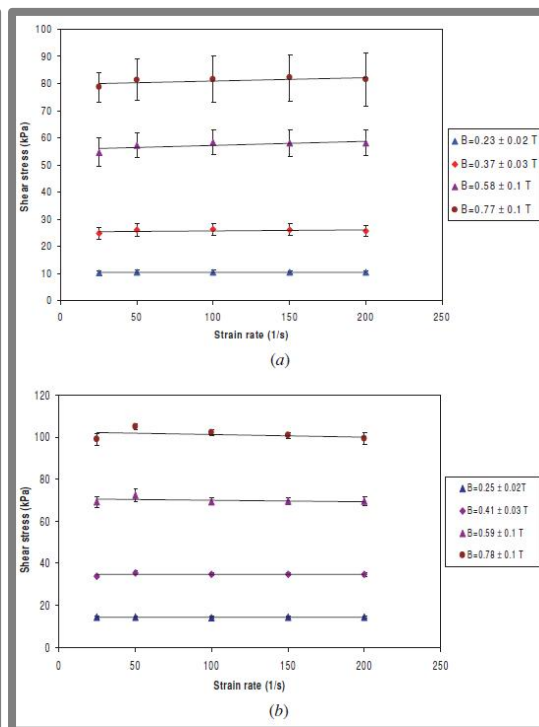 100
90
80
70
60
50
40
30
20
10
0
Shear stress (kPa)
0 50 100 150 200 250
Strain rate (1/s)
B=0.23 ± 0.02 T
B=0.37 ± 0.03 T
B=0.58 ± 0.1 T
B=0.77 ± 0.1 T
(a)
120
100
80
60
40
20
0
Shear stress (kPa)
0 50 100 150 200 250
Strain rate (1/s)
B=0.25 ± 0.02T
B=0.41 ± 0.03 T
B=0.59 ± 0.1 T
B=0.78 ± 0.1 T
(b)